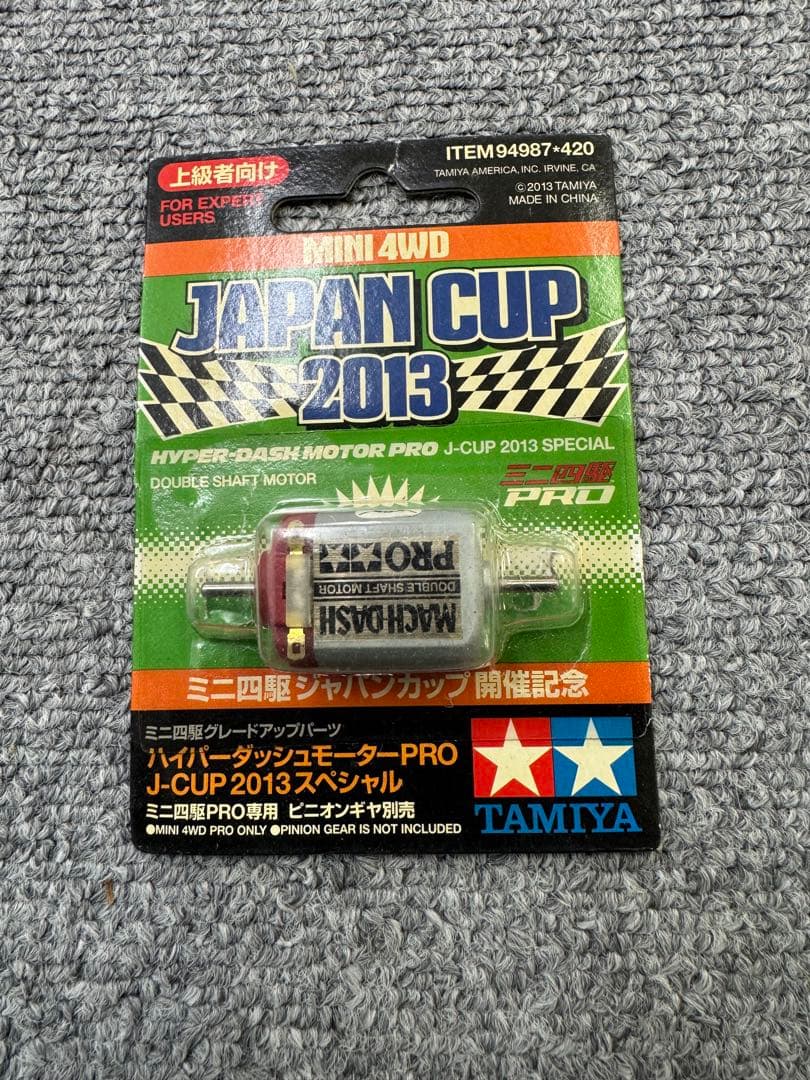 上級者向け
FOR EXPERT
USERS
ITEM 94987*420
TAMIYA AMERICA, INC. IRVINE, CA
©2013 TAMIYA
MADE IN CHINA
MINI 4WD
JAPAN CUP
2013
HYPER-DASH MOTOR PRO J-CUP 2013 SPECIAL
DOUBLE SHAFT MOTOR
ミニ四駆
PRO
MACH DASH
DOUBLE SHAFT MOTOR
PRO
ミニ四駆 ジャパンカップ 開催記念
ミニ四駆グレードアップパーツ
ハイパーダッシュモーターPRO
J-CUP 2013 スペシャル
ミニ四駆PRO専用 ピニオンギヤ別売
●MINI 4WD PRO ONLY ●PINION GEAR IS NOT INCLUDED
TAMIYA